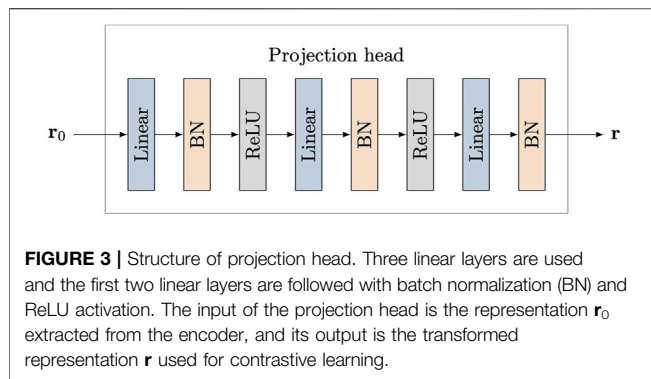 Projection head
r₀ Linear BN ReLU Linear BN ReLU Linear BN r
FIGURE 3 | Structure of projection head. Three linear layers are used
and the first two linear layers are followed with batch normalization (BN) and
ReLU activation. The input of the projection head is the representation r₀
extracted from the encoder, and its output is the transformed
representation r used for contrastive learning.